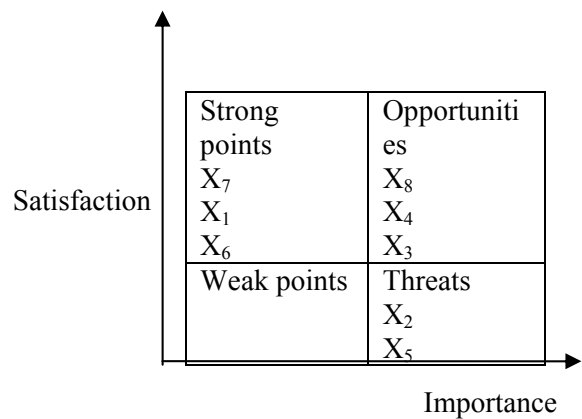 Satisfaction
Strong
points
X₇
X₁
X₆
Opportuniti
es
X₈
X₄
X₃
Weak points
Threats
X₂
X₅
Importance